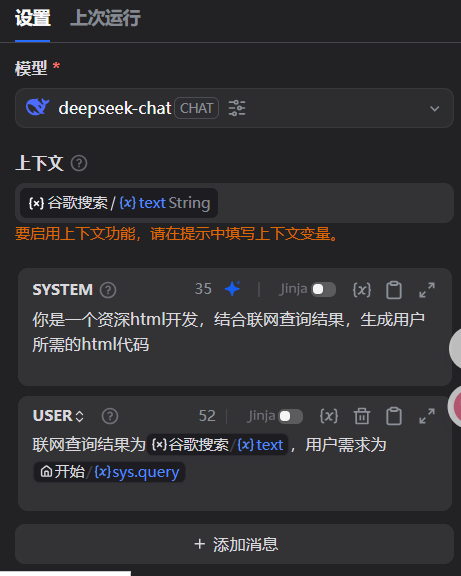 设置 上次运行
模型 *
deepseek-chat CHAT
上下文
{x} 谷歌搜索 / {x} text String
要启用上下文功能，请在提示中填写上下文变量。
SYSTEM 35 Jinja {x}
你是一个资深html开发，结合联网查询结果，生成用户
所需的html代码
USER 52 Jinja {x}
联网查询结果为{x}谷歌搜索/{x}text，用户需求为
开始/{x}sys.query
+ 添加消息